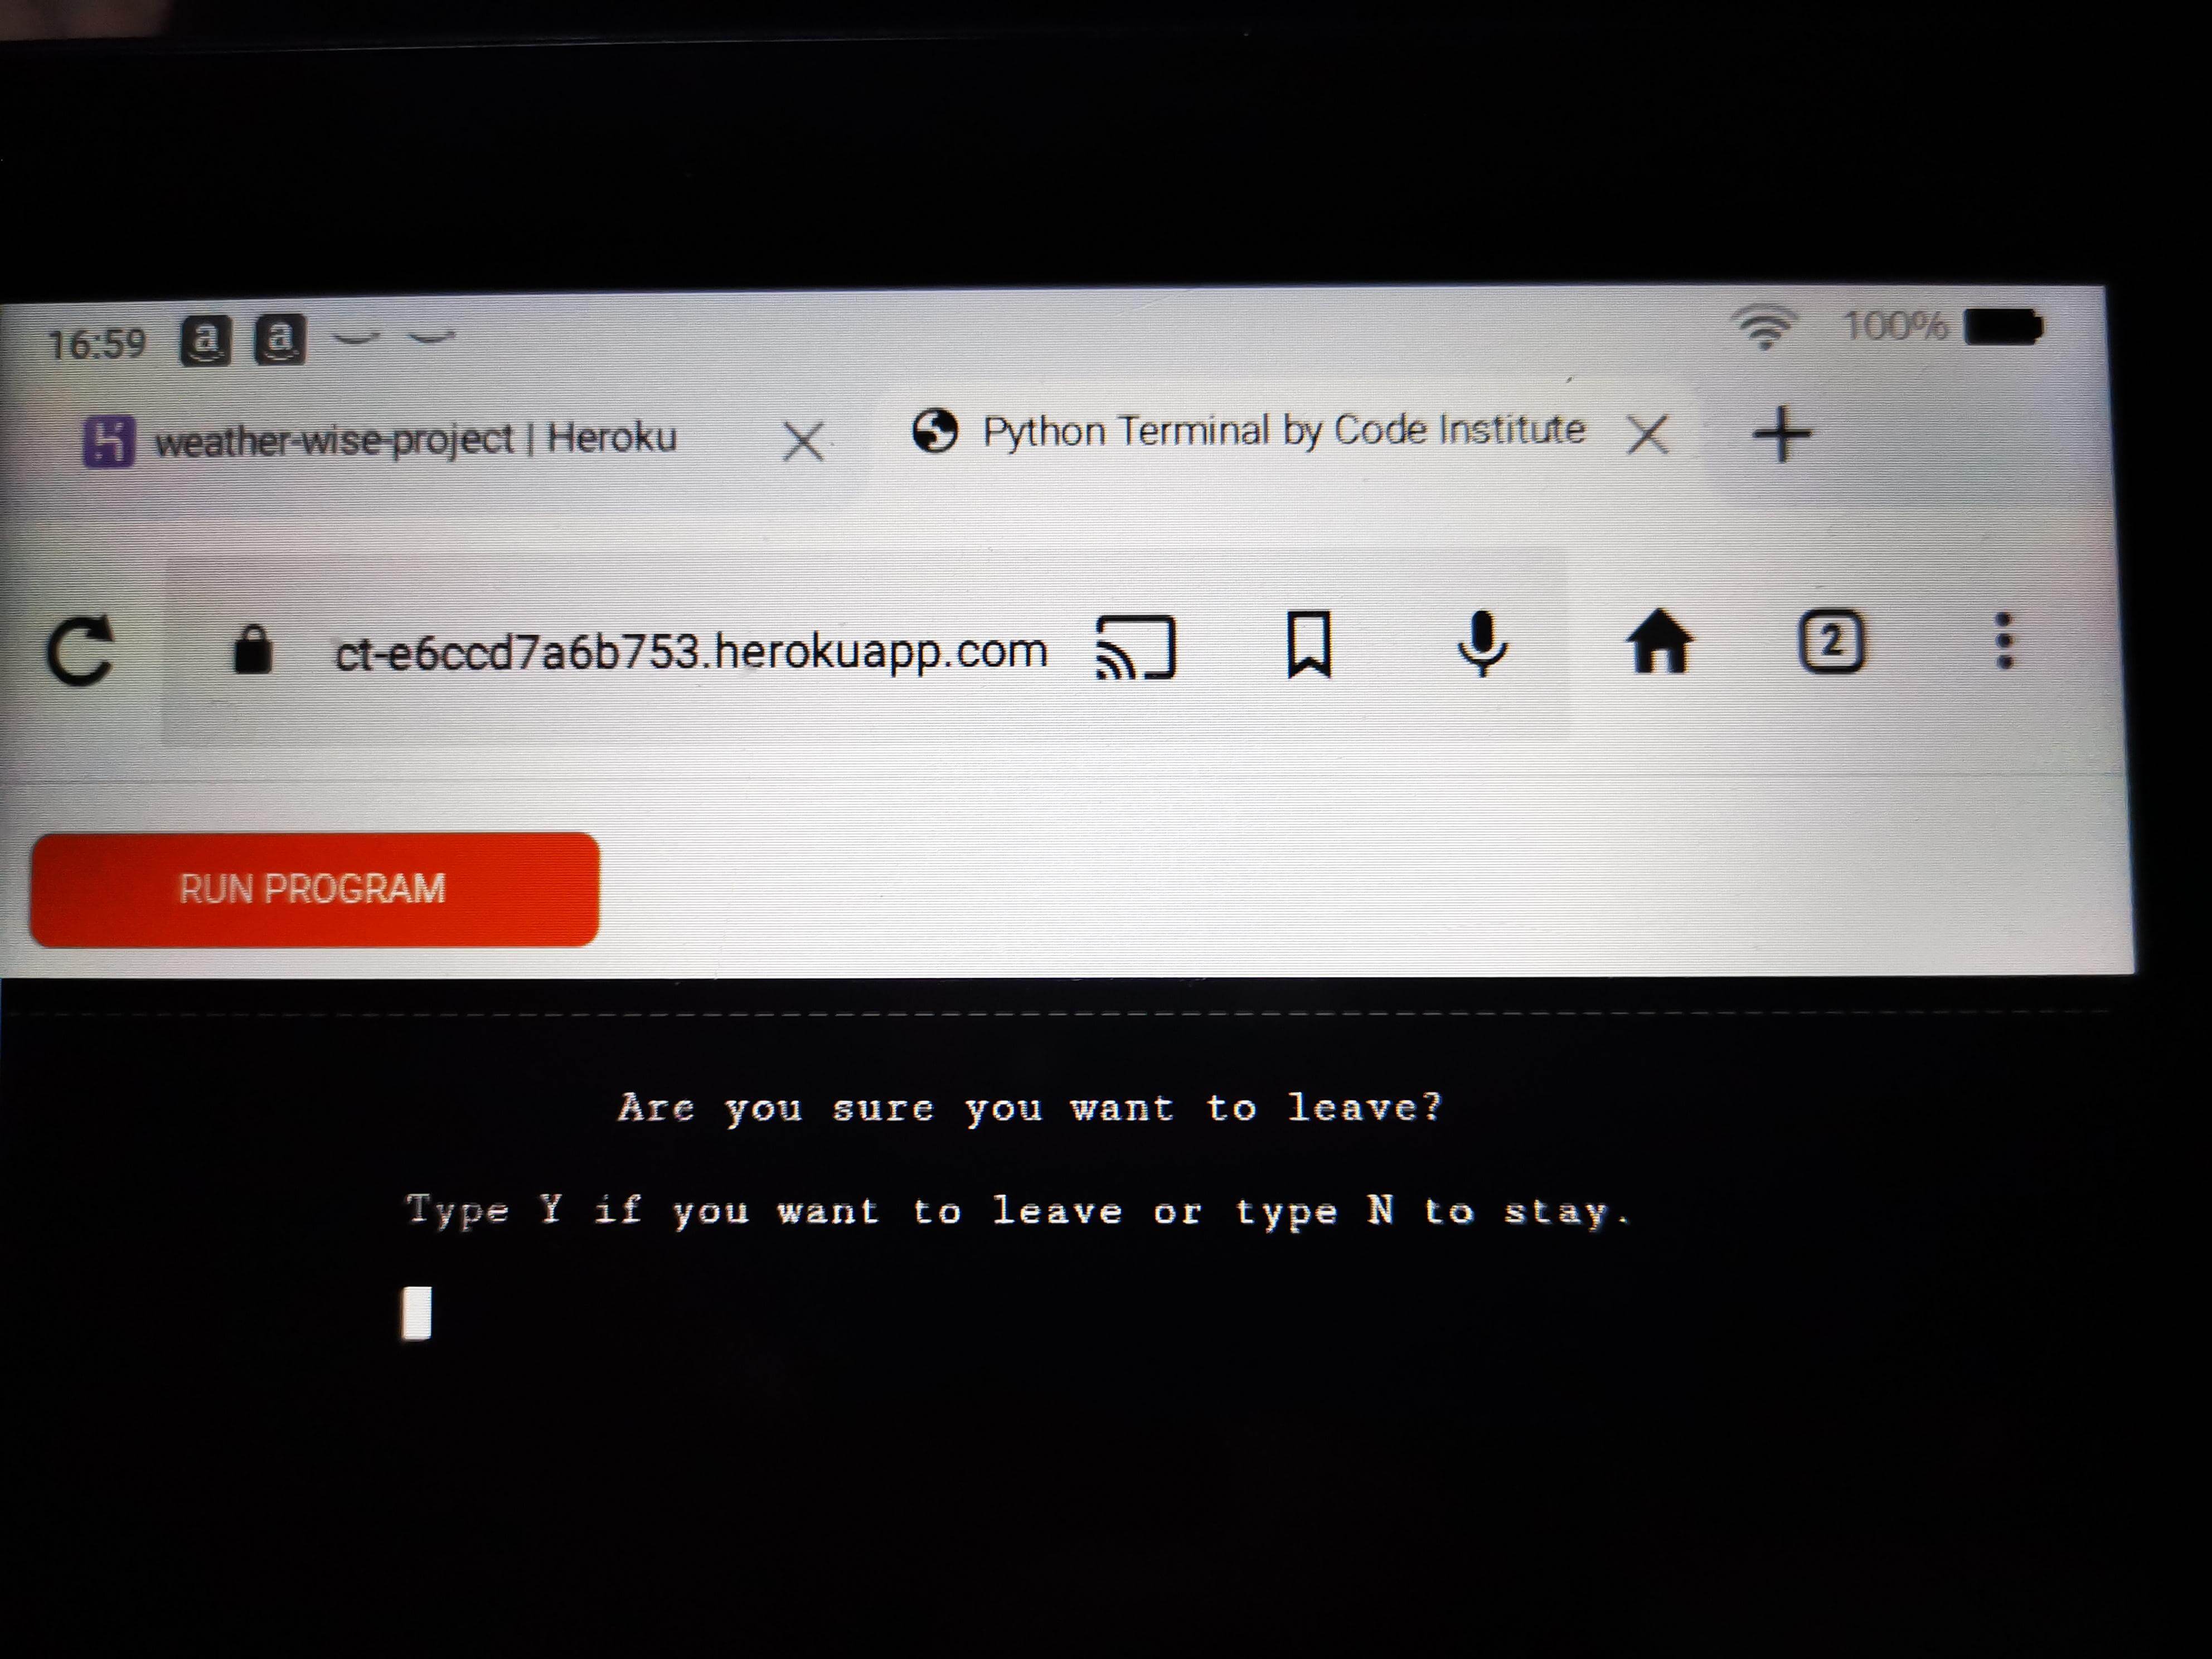 16:59 a a 100%
weather-wise-project | Heroku Python Terminal by Code Institute
ct-e6ccd7a6b753.herokuapp.com 2
RUN PROGRAM
Are you sure you want to leave?
Type Y if you want to leave or type N to stay.